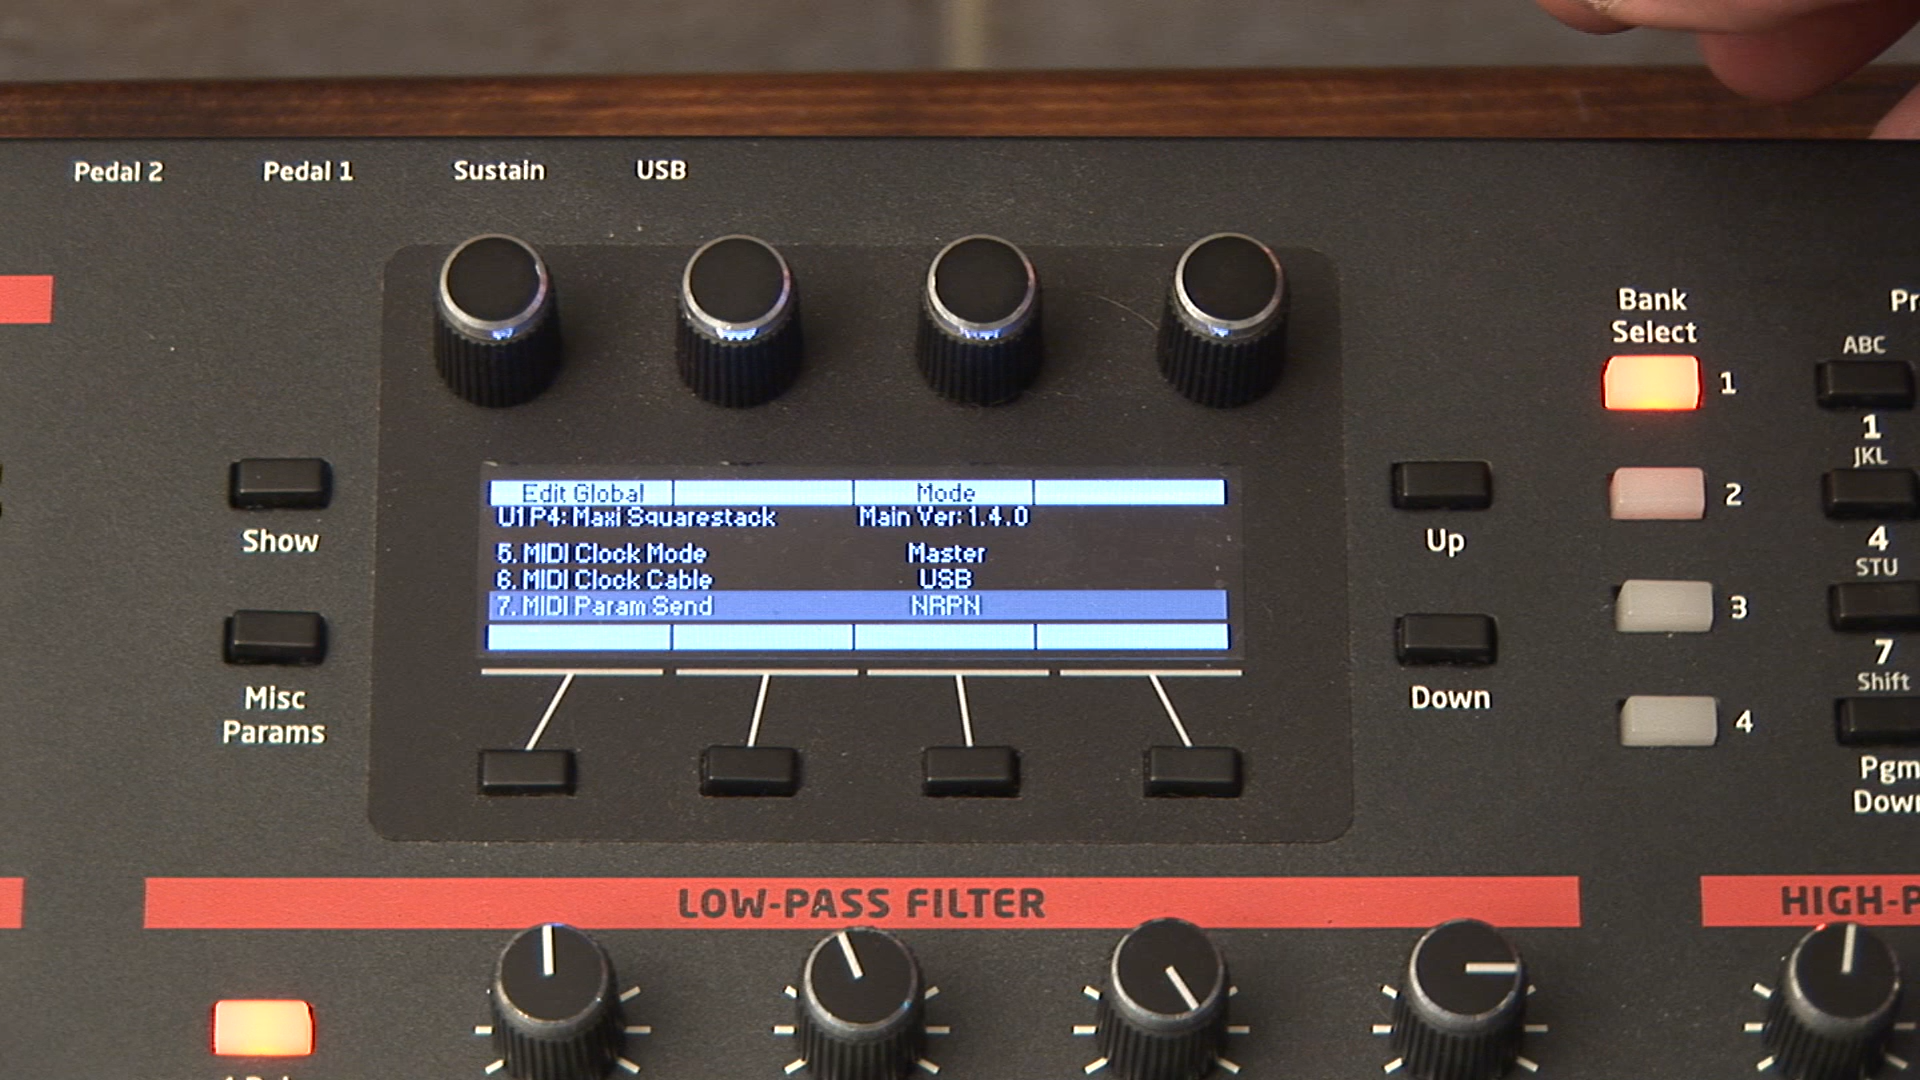 Pedal 2
Pedal 1
Sustain
USB
Bank
Select
1
2
3
4
ABC
1
JKL
4
STU
7
Shift
Pgm
Show
Misc
Params
Edit Global Mode
U1 P4: Maxi Squarestack Main Ver: 1.4.0
5. MIDI Clock Mode Master
6. MIDI Clock Cable USB
7. MIDI Param Send NRPN
Up
Down
LOW-PASS FILTER